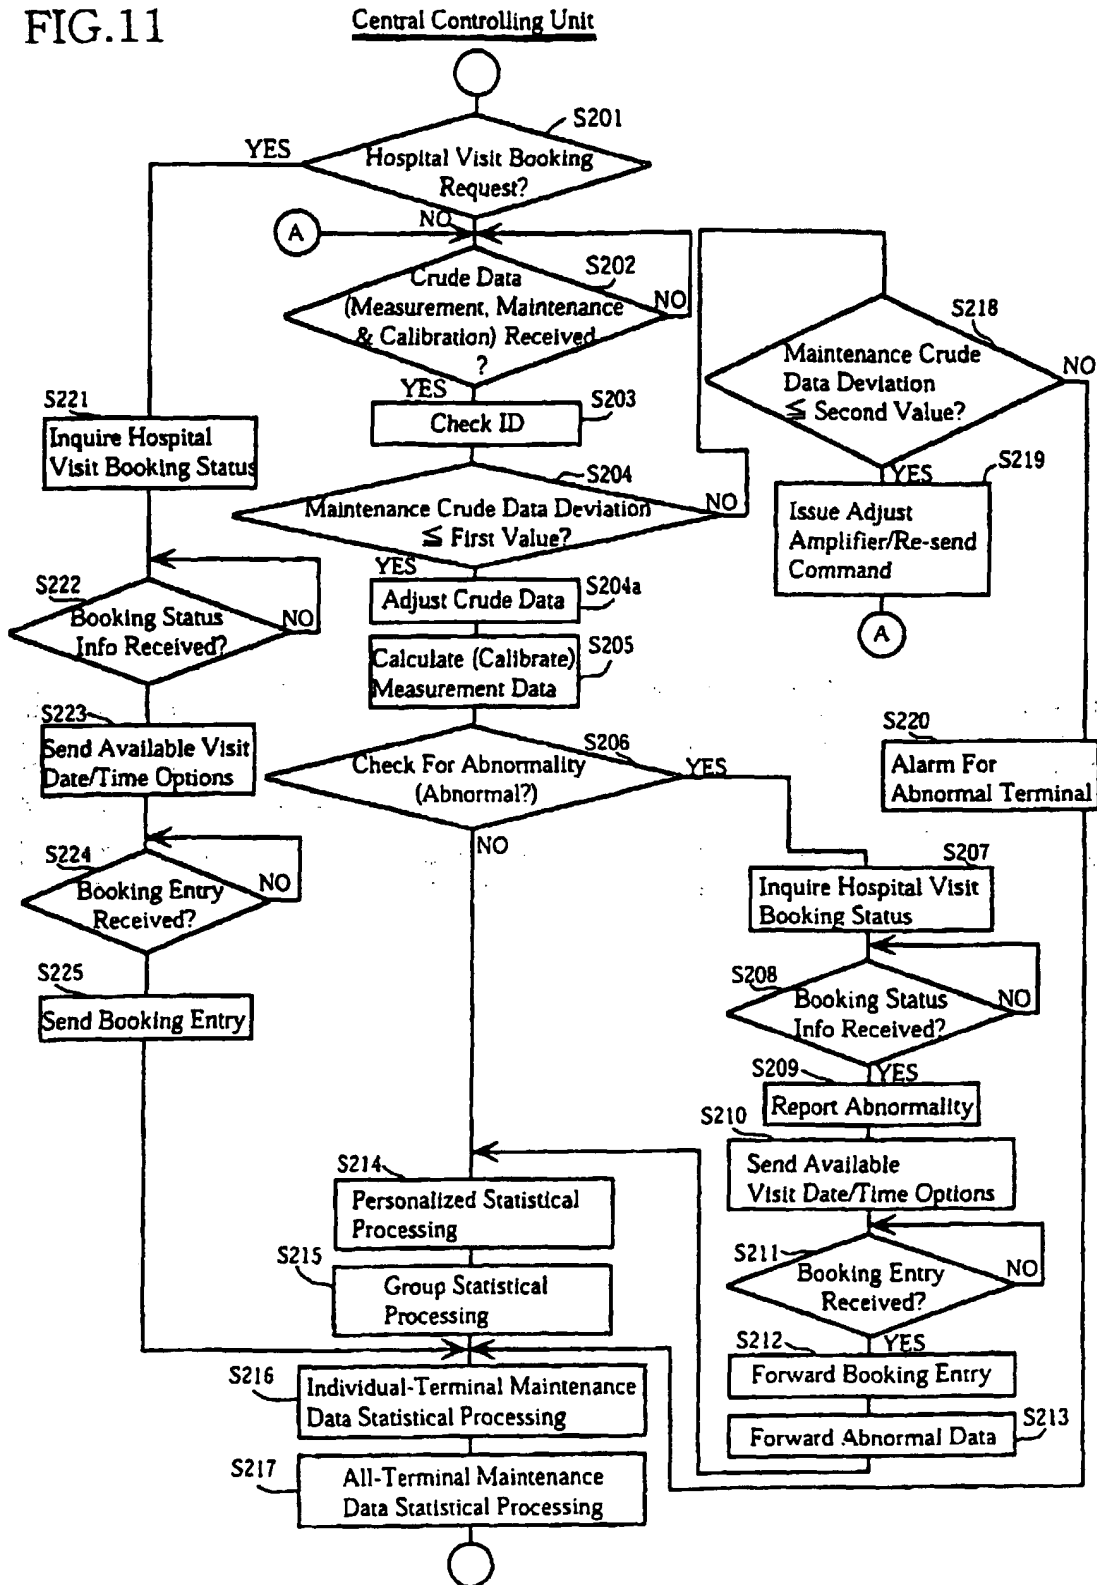 FIG.11
Central Controlling Unit
S201
YES
Hospital Visit Booking
Request?
NO
A
S202
Crude Data
(Measurement, Maintenance
& Calibration) Received
?
NO
YES
S203
Check ID
S204
Maintenance Crude Data Deviation
≦ First Value?
NO
YES
Adjust Crude Data
S204a
Calculate (Calibrate)
Measurement Data
S205
S206
Check For Abnormality
(Abnormal?)
YES
NO
S218
Maintenance Crude
Data Deviation
≦ Second Value?
NO
YES
S219
Issue Adjust
Amplifier/Re-send
Command
A
S220
Alarm For
Abnormal Terminal
S221
Inquire Hospital
Visit Booking Status
S222
Booking Status
Info Received?
NO
S223
Send Available Visit
Date/Time Options
S224
Booking Entry
Received?
NO
S225
Send Booking Entry
S207
Inquire Hospital Visit
Booking Status
S208
Booking Status
Info Received?
NO
YES
S209
Report Abnormality
S210
Send Available
Visit Date/Time Options
S211
Booking Entry
Received?
NO
YES
S212
Forward Booking Entry
S213
Forward Abnormal Data
S214
Personalized Statistical
Processing
S215
Group Statistical
Processing
S216
Individual-Terminal Maintenance
Data Statistical Processing
S217
All-Terminal Maintenance
Data Statistical Processing